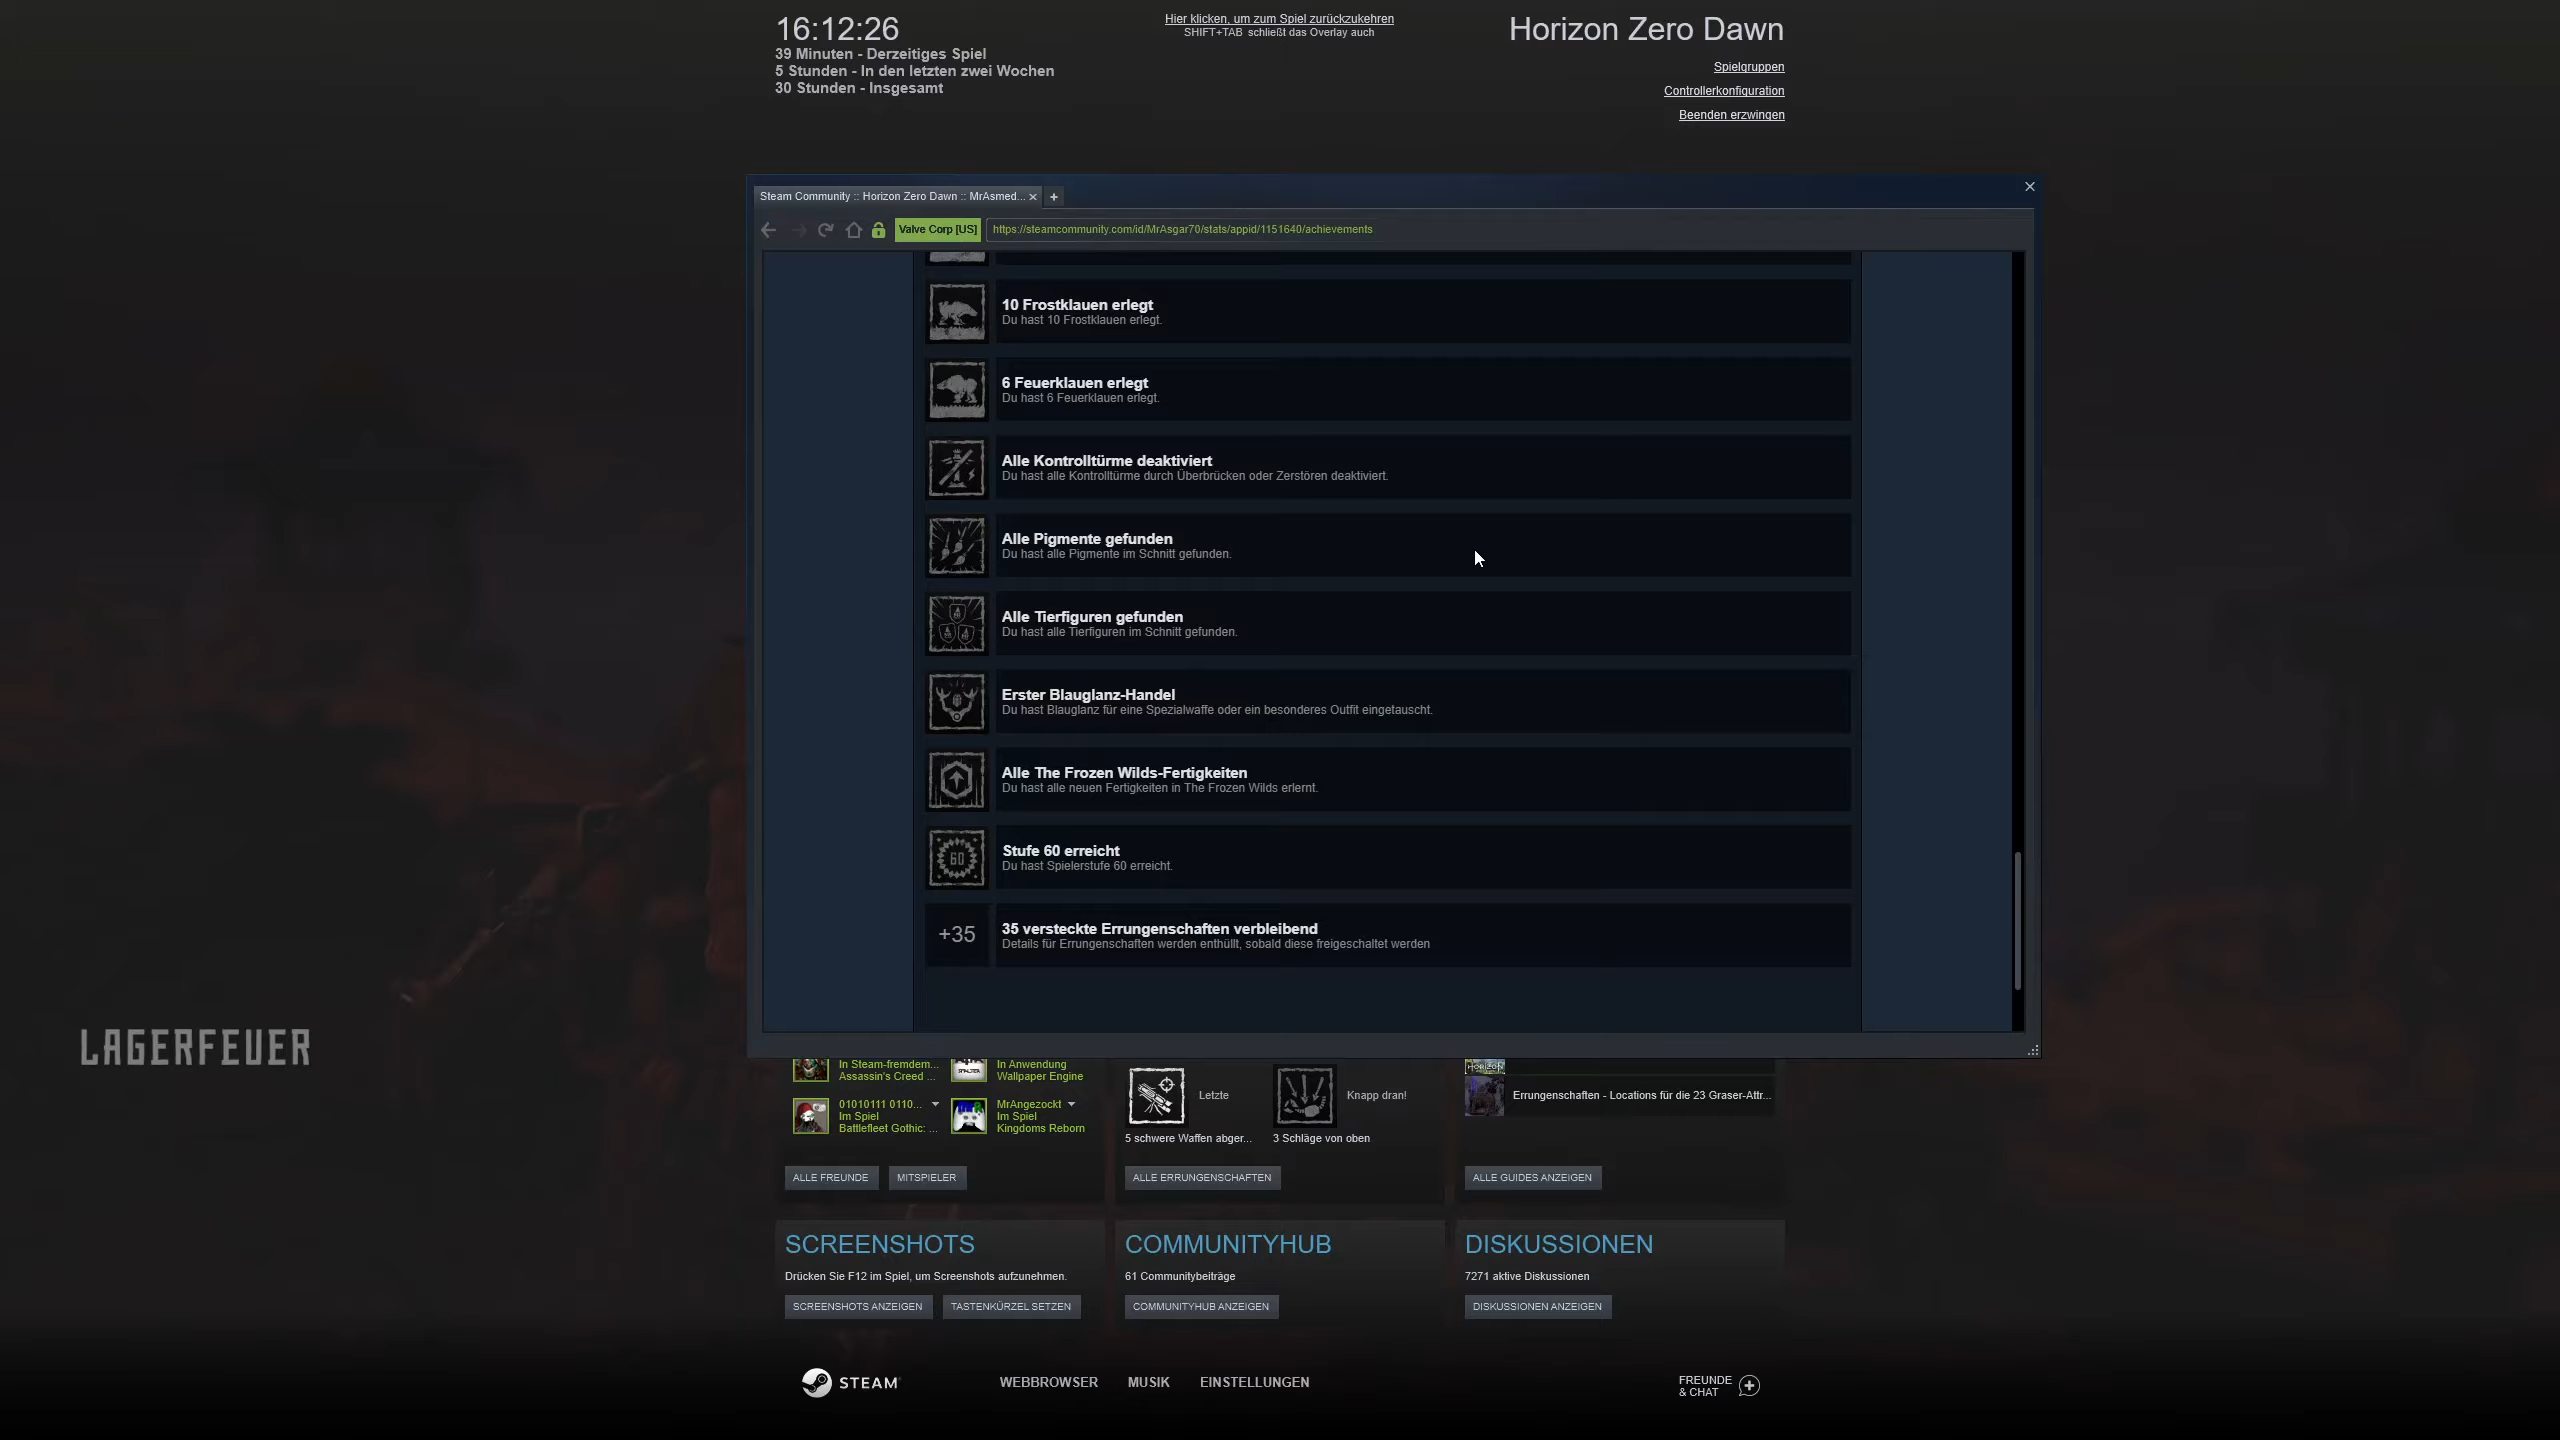 16:12:26
39 Minuten - Derzeitiges Spiel
5 Stunden - In den letzten zwei Wochen
30 Stunden - Insgesamt
Hier klicken, um zum Spiel zurückzukehren
SHIFT+TAB schließt das Overlay auch
Horizon Zero Dawn
Spielgruppen
Controllerkonfiguration
Beenden erzwingen
Steam Community :: Horizon Zero Dawn :: MrAsmed...
Valve Corp [US]
https://steamcommunity.com/id/MrAsgar70/stats/appid/1151640/achievements
10 Frostklauen erlegt
Du hast 10 Frostklauen erlegt.
6 Feuerklauen erlegt
Du hast 6 Feuerklauen erlegt.
Alle Kontrolltürme deaktiviert
Du hast alle Kontrolltürme durch Überbrücken oder Zerstören deaktiviert.
Alle Pigmente gefunden
Du hast alle Pigmente im Schnitt gefunden.
Alle Tierfiguren gefunden
Du hast alle Tierfiguren im Schnitt gefunden.
Erster Blauglanz-Handel
Du hast Blauglanz für eine Spezialwaffe oder ein besonderes Outfit eingetauscht.
Alle The Frozen Wilds-Fertigkeiten
Du hast alle neuen Fertigkeiten in The Frozen Wilds erlernt.
60
Stufe 60 erreicht
Du hast Spielerstufe 60 erreicht.
+35
35 versteckte Errungenschaften verbleibend
Details für Errungenschaften werden enthüllt, sobald diese freigeschaltet werden
LAGERFEUER
In Steam-fremdem...
Assassin's Creed ...
In Anwendung
Wallpaper Engine
01010111 0110...
Im Spiel
Battlefleet Gothic: ...
MrAngezockt
Im Spiel
Kingdoms Reborn
ALLE FREUNDE
MITSPIELER
Letzte
5 schwere Waffen abger...
Knapp dran!
3 Schläge von oben
ALLE ERRUNGENSCHAFTEN
HORIZON
Errungenschaften - Locations für die 23 Graser-Attr...
ALLE GUIDES ANZEIGEN
SCREENSHOTS
Drücken Sie F12 im Spiel, um Screenshots aufzunehmen.
SCREENSHOTS ANZEIGEN
TASTENKÜRZEL SETZEN
COMMUNITYHUB
61 Communitybeiträge
COMMUNITYHUB ANZEIGEN
DISKUSSIONEN
7271 aktive Diskussionen
DISKUSSIONEN ANZEIGEN
STEAM
WEBBROWSER
MUSIK
EINSTELLUNGEN
FREUNDE
& CHAT